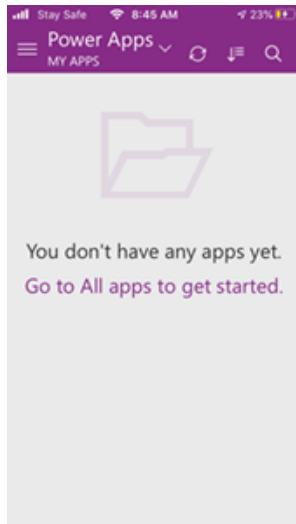 Stay Safe 8:45 AM 23%
Power Apps
MY APPS
You don't have any apps yet.
Go to All apps to get started.